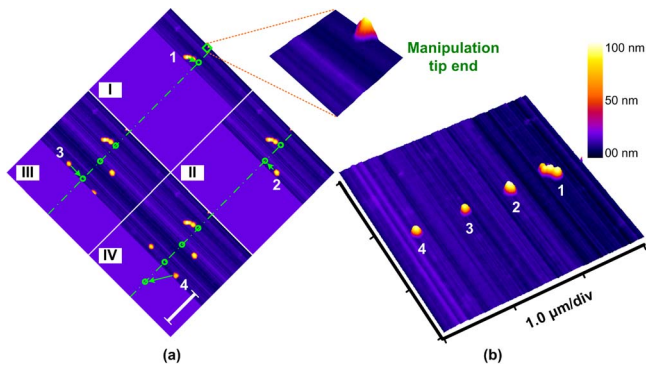 1
I
III
3
II
2
IV
4
(a)
Manipulation
tip end
100 nm
50 nm
00 nm
1
2
3
4
1.0 μm/div
(b)